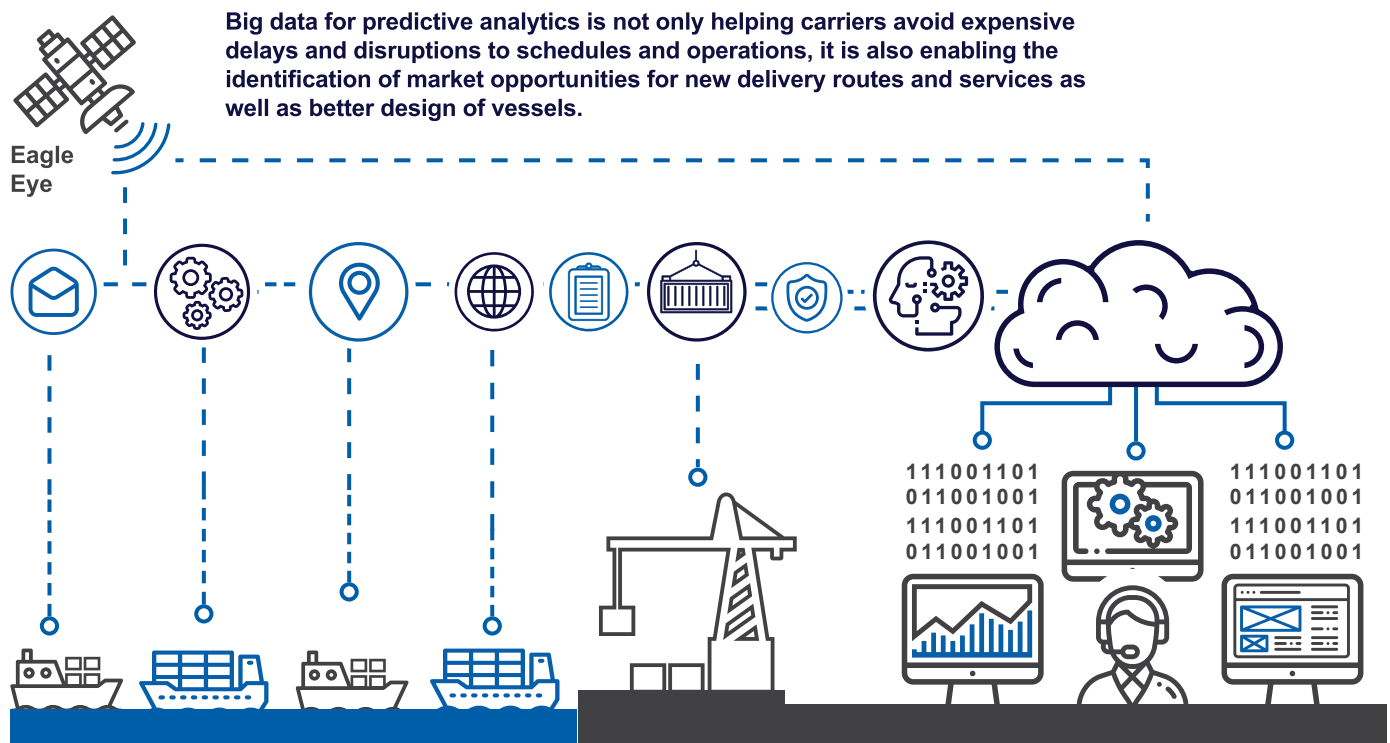 Big data for predictive analytics is not only helping carriers avoid expensive
delays and disruptions to schedules and operations, it is also enabling the
identification of market opportunities for new delivery routes and services as
well as better design of vessels.
Eagle
Eye
111001101
011001001
111001101
011001001
111001101
011001001
111001101
011001001